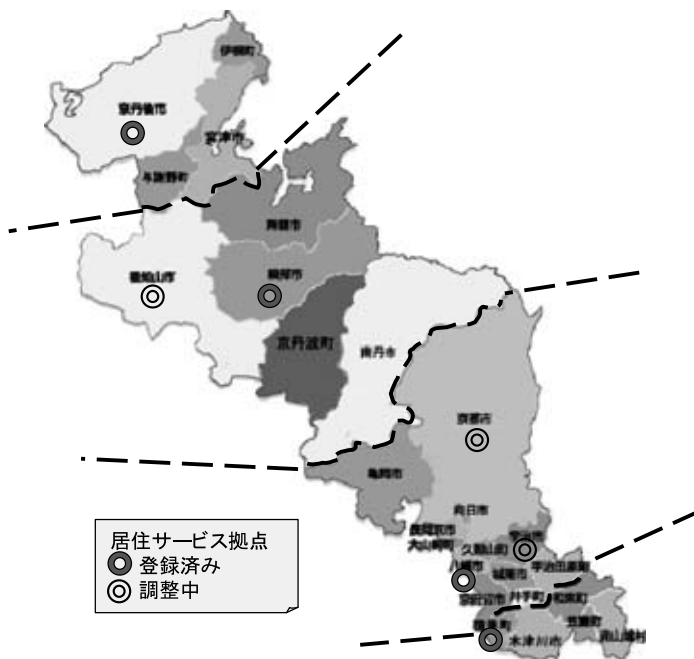 伊根町
京丹後市
宮津市
与謝野町
舞鶴市
福知山市
綾部市
京丹波町
南丹市
京都市
亀岡市
向日市
長岡京市
大山崎町
宇治市
久御山町
八幡市
城陽市
宇治田原町
京田辺市
井手町
和束町
精華町
木津川市
笠置町
南山城村
居住サービス拠点
登録済み
調整中